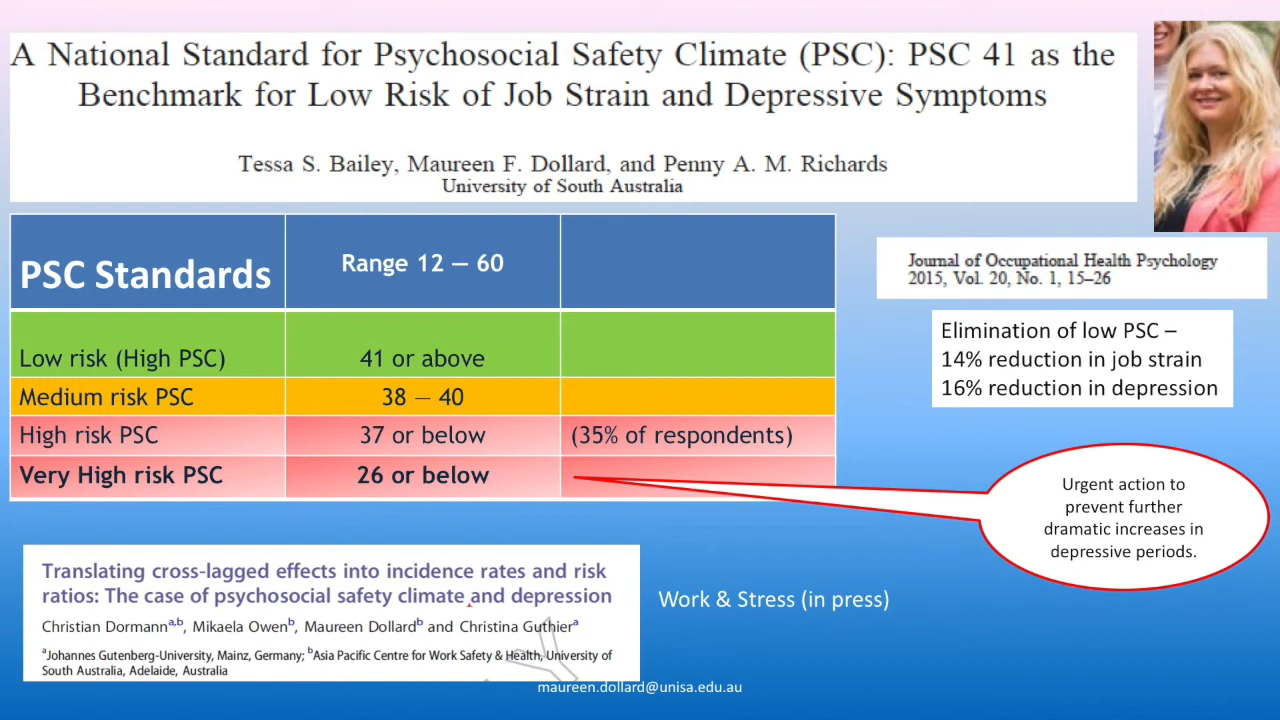 A National Standard for Psychosocial Safety Climate (PSC): PSC 41 as the
Benchmark for Low Risk of Job Strain and Depressive Symptoms
Tessa S. Bailey, Maureen F. Dollard, and Penny A. M. Richards
University of South Australia
PSC Standards
Range 12 – 60
Low risk (High PSC)
41 or above
Medium risk PSC
38 – 40
High risk PSC
37 or below
(35% of respondents)
Very High risk PSC
26 or below
Journal of Occupational Health Psychology
2015, Vol. 20, No. 1, 15–26
Elimination of low PSC –
14% reduction in job strain
16% reduction in depression
Urgent action to
prevent further
dramatic increases in
depressive periods.
Translating cross-lagged effects into incidence rates and risk
ratios: The case of psychosocial safety climate and depression
Christian Dormannᵃ,ᵇ, Mikaela Owenᵇ, Maureen Dollardᵇ and Christina Guthierᵃ
ᵃJohannes Gutenberg-University, Mainz, Germany; ᵇAsia Pacific Centre for Work Safety & Health, University of
South Australia, Adelaide, Australia
Work & Stress (in press)
maureen.dollard@unisa.edu.au